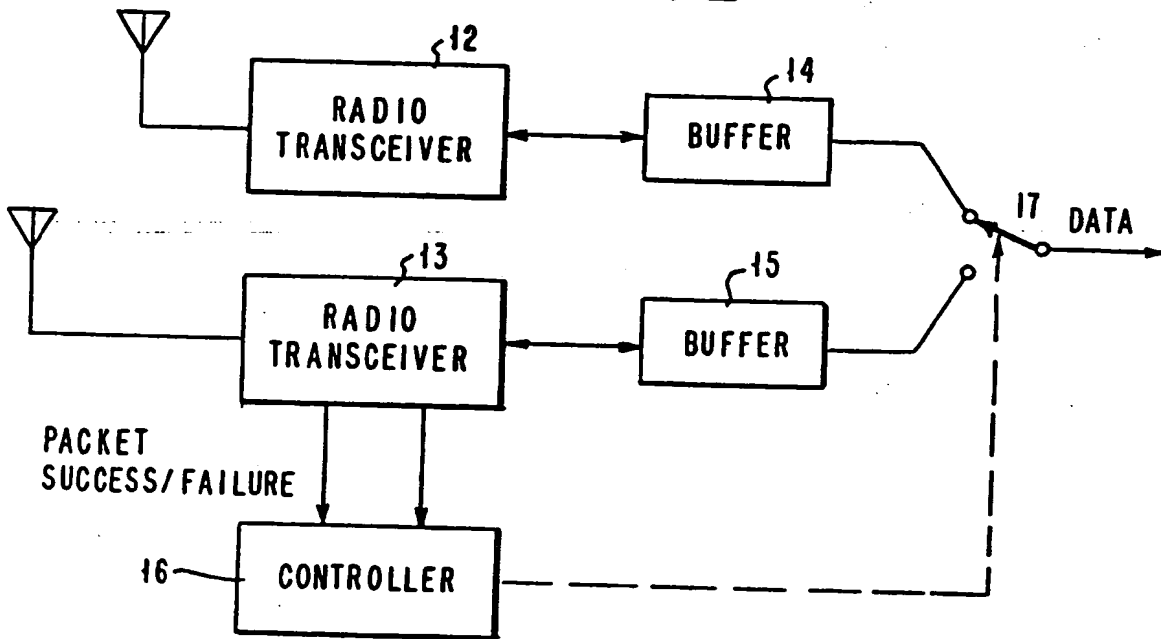 12
RADIO
TRANSCEIVER
14
BUFFER
17
DATA
13
RADIO
TRANSCEIVER
15
BUFFER
PACKET
SUCCESS/FAILURE
16
CONTROLLER